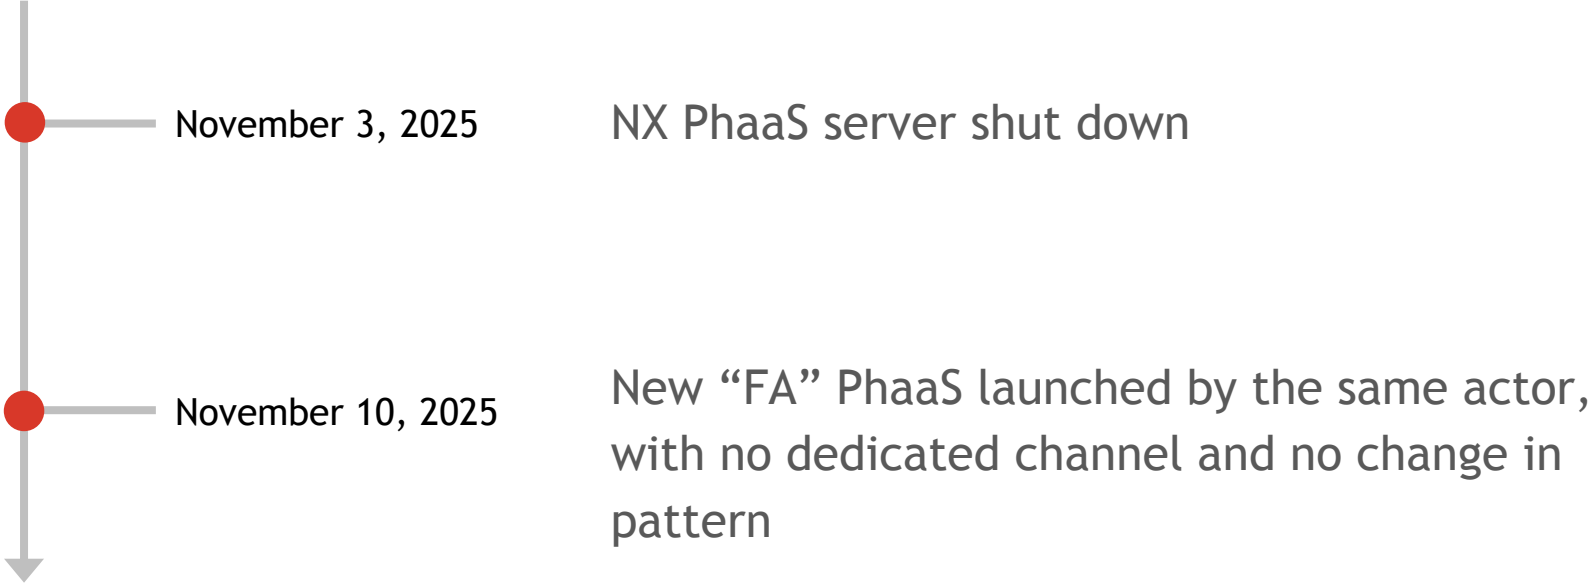 November 3, 2025
NX PhaaS server shut down
November 10, 2025
New “FA” PhaaS launched by the same actor,
with no dedicated channel and no change in
pattern